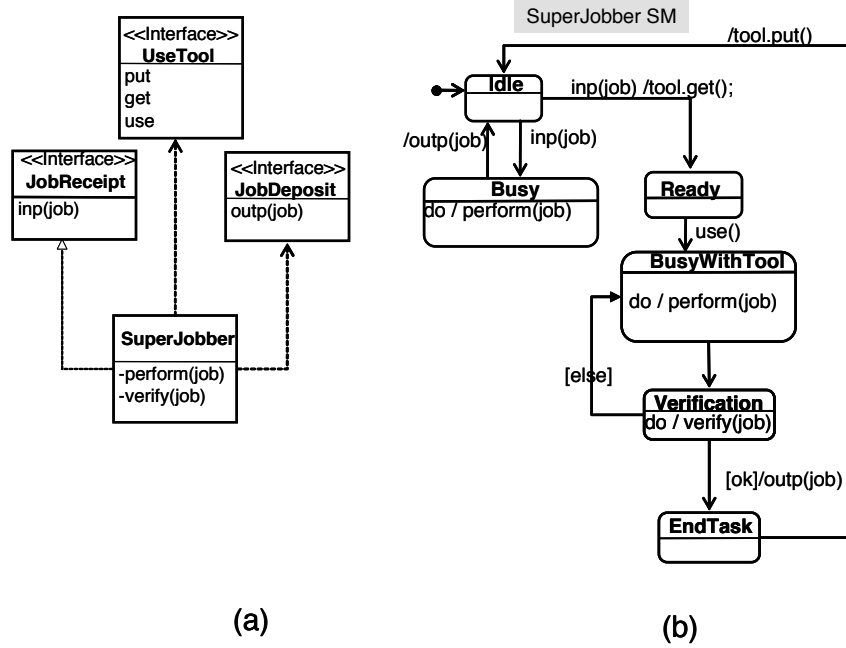 <<Interface>>
UseTool
put
get
use
<<Interface>>
JobReceipt
inp(job)
<<Interface>>
JobDeposit
outp(job)
SuperJobber
-perform(job)
-verify(job)
(a)
SuperJobber SM
/tool.put()
Idle
inp(job) /tool.get();
/outp(job)
inp(job)
Busy
do / perform(job)
Ready
use()
BusyWithTool
do / perform(job)
[else]
Verification
do / verify(job)
[ok]/outp(job)
EndTask
(b)